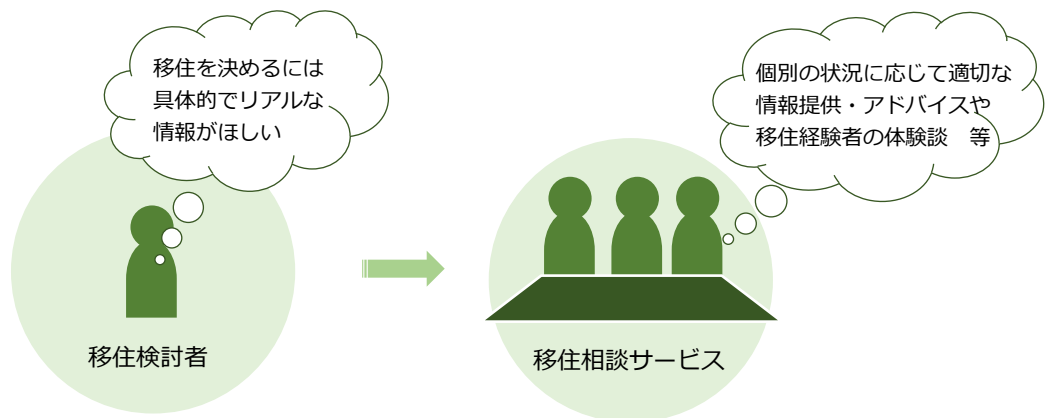 移住を決めるには
具体的でリアルな
情報がほしい
個別の状況に応じて適切な
情報提供・アドバイスや
移住経験者の体験談　等
移住検討者
移住相談サービス